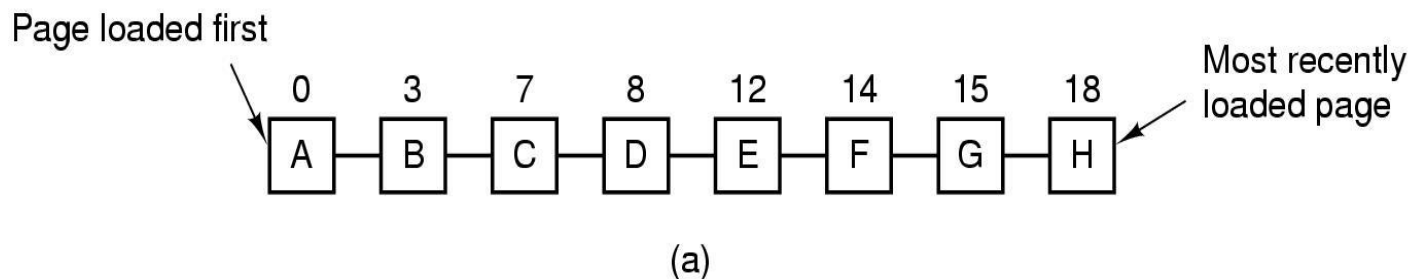 Page loaded first
Most recently
loaded page
0 3 7 8 12 14 15 18
A B C D E F G H
(a)